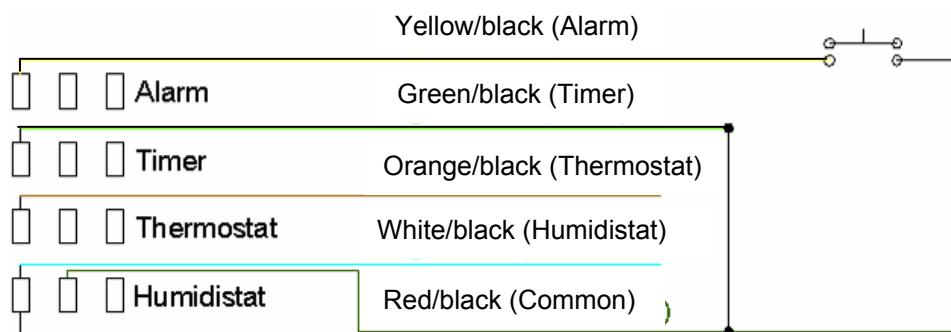 Yellow/black (Alarm)
Alarm
Green/black (Timer)
Timer
Orange/black (Thermostat)
Thermostat
White/black (Humidistat)
Humidistat
Red/black (Common)
)